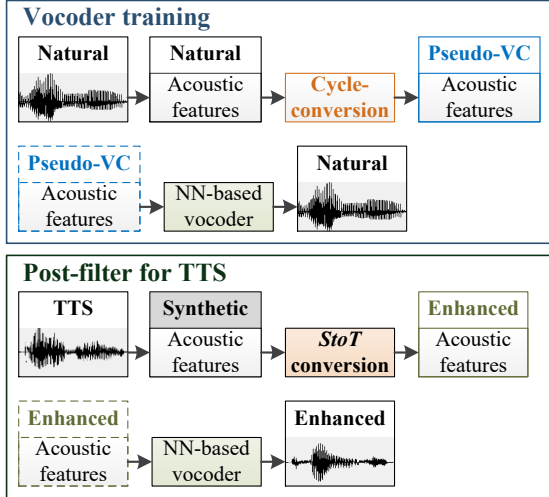 Vocoder training
Natural
Natural
Acoustic
features
Cycle-
conversion
Pseudo-VC
Acoustic
features
Pseudo-VC
Acoustic
features
NN-based
vocoder
Natural
Post-filter for TTS
TTS
Synthetic
Acoustic
features
StoT
conversion
Enhanced
Acoustic
features
Enhanced
Acoustic
features
NN-based
vocoder
Enhanced